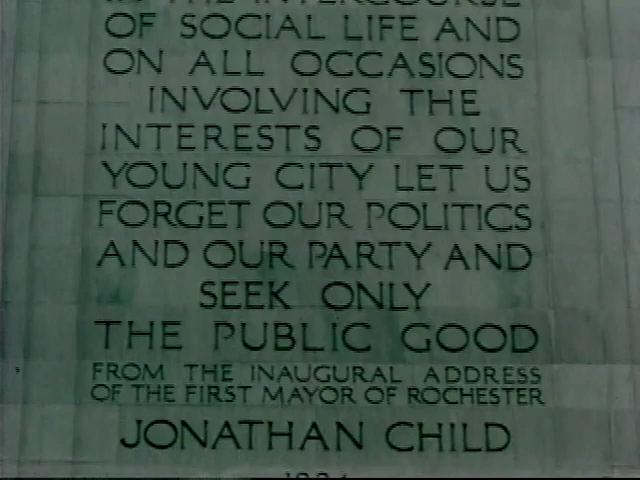 THE INTERCOURSE
OF SOCIAL LIFE AND
ON ALL OCCASIONS
INVOLVING THE
INTERESTS OF OUR
YOUNG CITY LET US
FORGET OUR POLITICS
AND OUR PARTY AND
SEEK ONLY
THE PUBLIC GOOD
FROM THE INAUGURAL ADDRESS
OF THE FIRST MAYOR OF ROCHESTER
JONATHAN CHILD